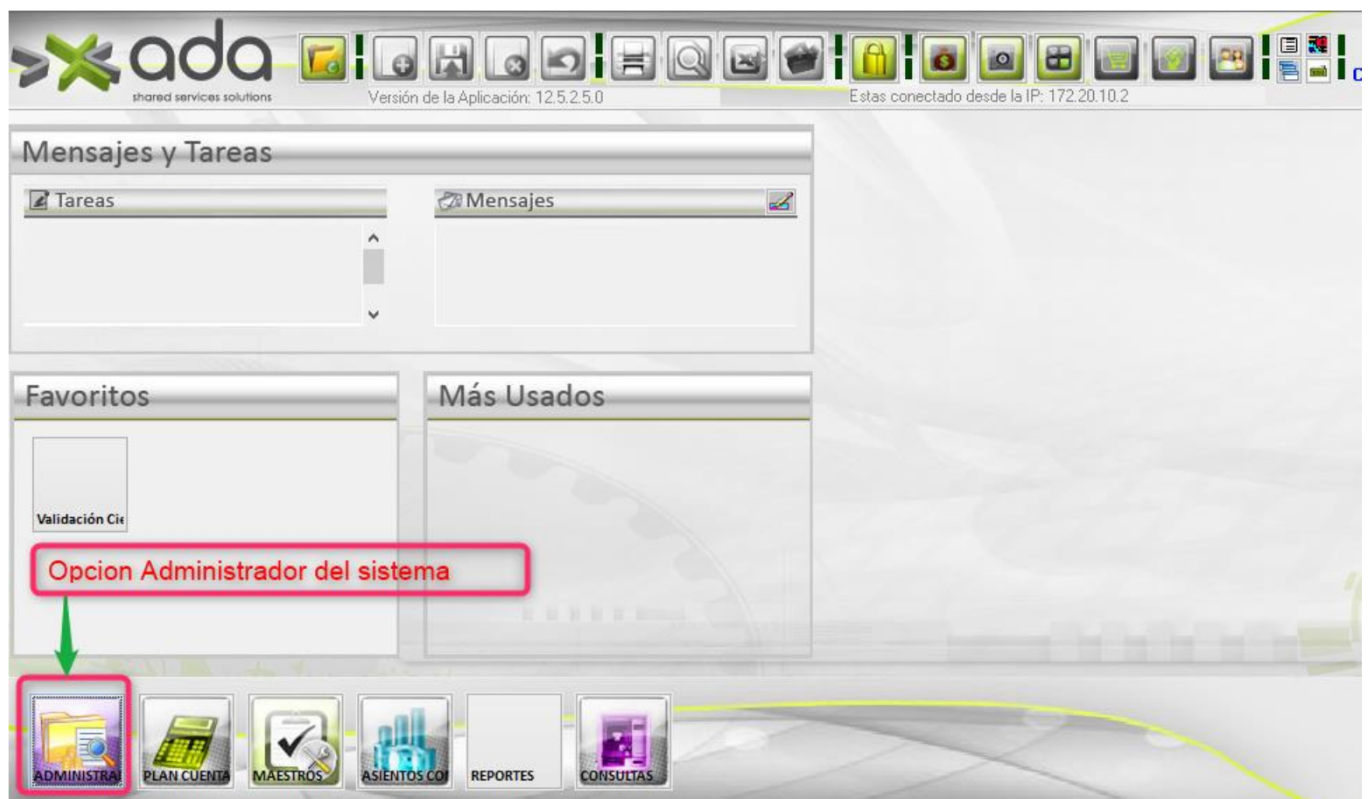 ada
shared services solutions
Versión de la Aplicación: 12.5.2.5.0
Estas conectado desde la IP: 172.20.10.2
C
Mensajes y Tareas
Tareas
Mensajes
Favoritos
Más Usados
Validación Cie
Opcion Administrador del sistema
ADMINISTRA
PLAN CUENTA
MAESTROS
ASIENTOS CO
REPORTES
CONSULTAS